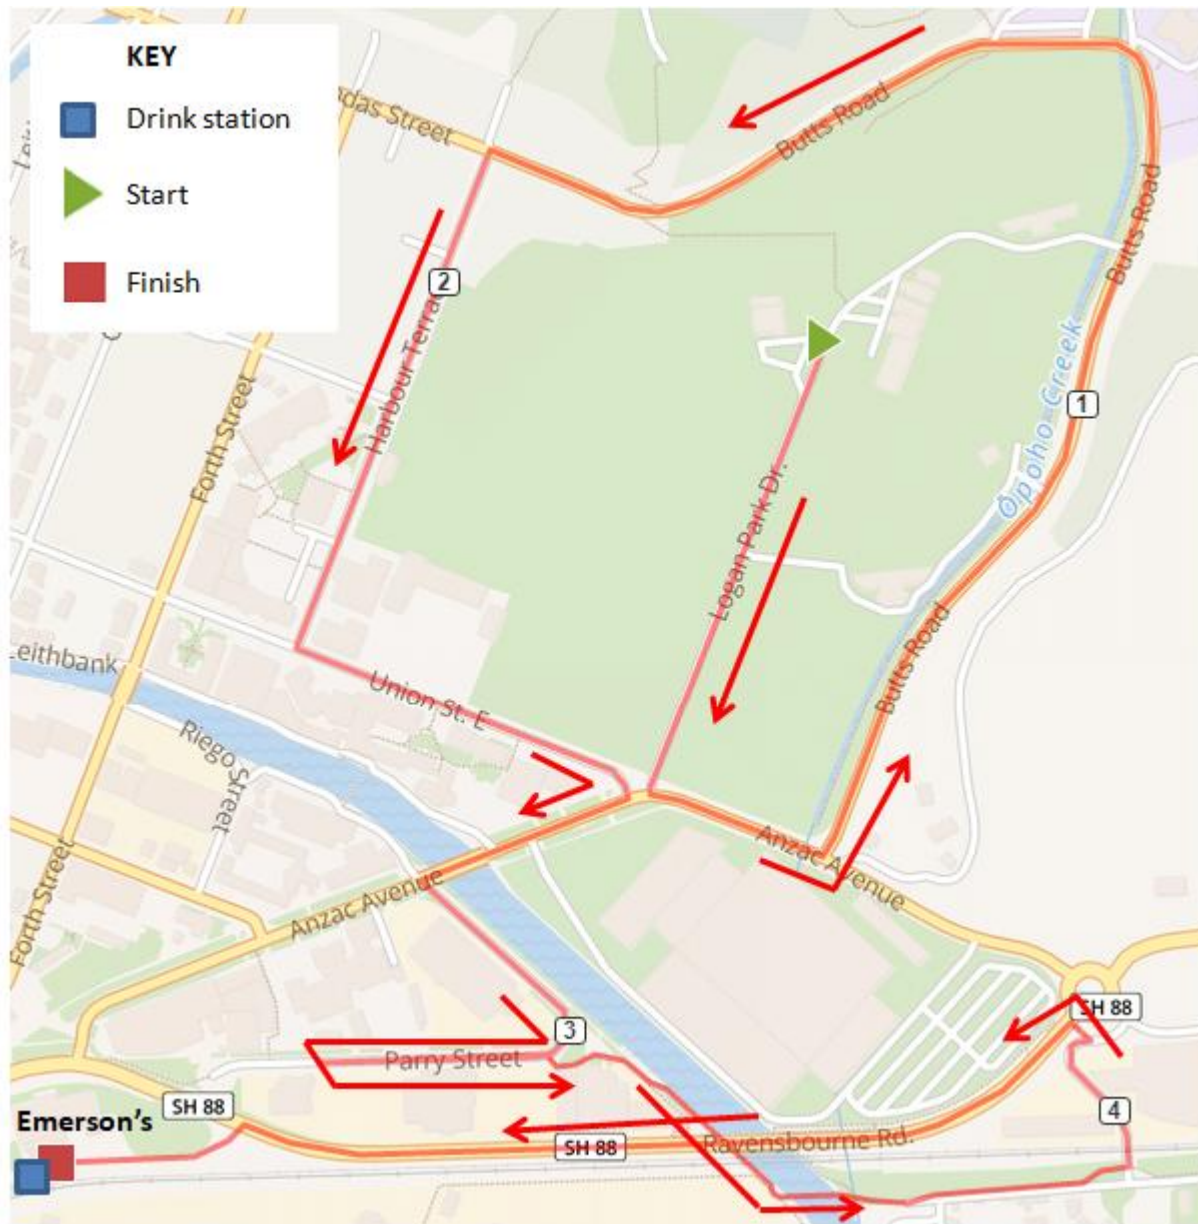 KEY
Drink station
Start
Finish
das Street
Butts Road
Butts Road
2
Harbour Terrac
Forth Street
1
Ōpoho Creek
Logan Park Dr.
Butts Road
Leithbank
Union St. E
Riego Street
Anzac Avenue
Forth Street
Anzac Avenue
SH 88
3
Parry Street
4
SH 88
Emerson's
SH 88
Ravensbourne Rd.